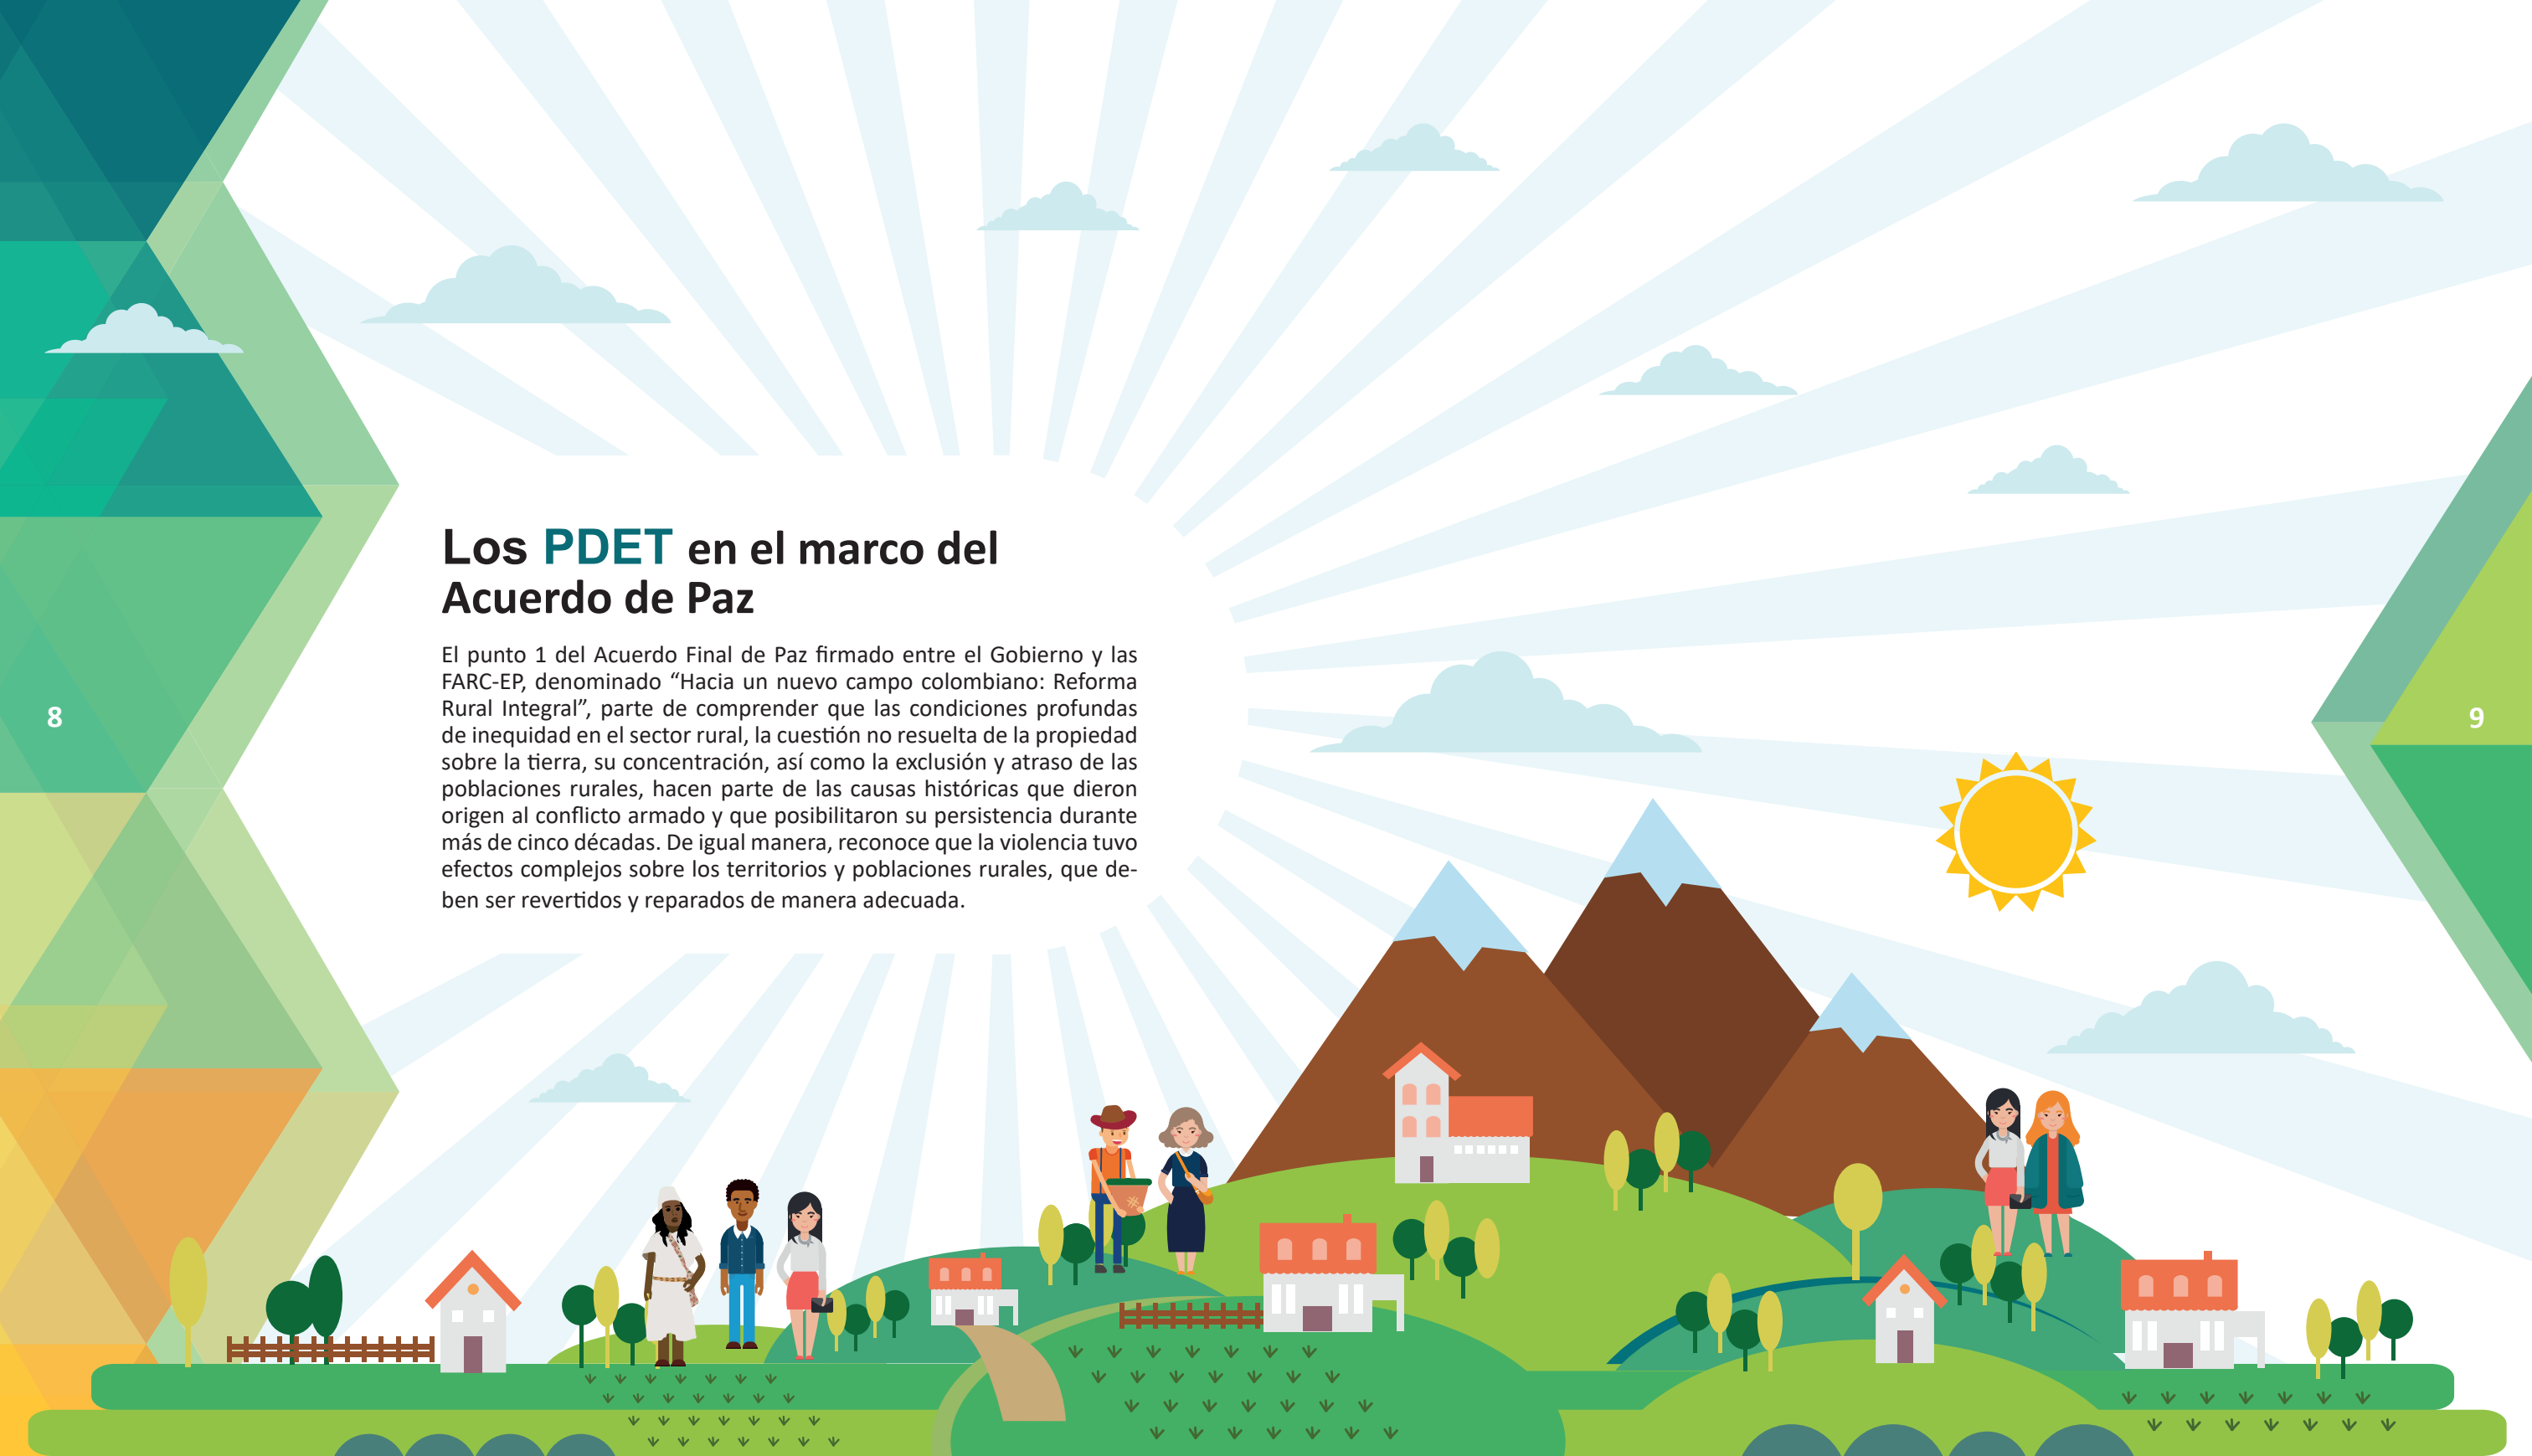 Los PDET en el marco del
Acuerdo de Paz
El punto 1 del Acuerdo Final de Paz firmado entre el Gobierno y las
FARC-EP, denominado “Hacia un nuevo campo colombiano: Reforma
Rural Integral”, parte de comprender que las condiciones profundas
de inequidad en el sector rural, la cuestión no resuelta de la propiedad
sobre la tierra, su concentración, así como la exclusión y atraso de las
poblaciones rurales, hacen parte de las causas históricas que dieron
origen al conflicto armado y que posibilitaron su persistencia durante
más de cinco décadas. De igual manera, reconoce que la violencia tuvo
efectos complejos sobre los territorios y poblaciones rurales, que de-
ben ser revertidos y reparados de manera adecuada.
8
9